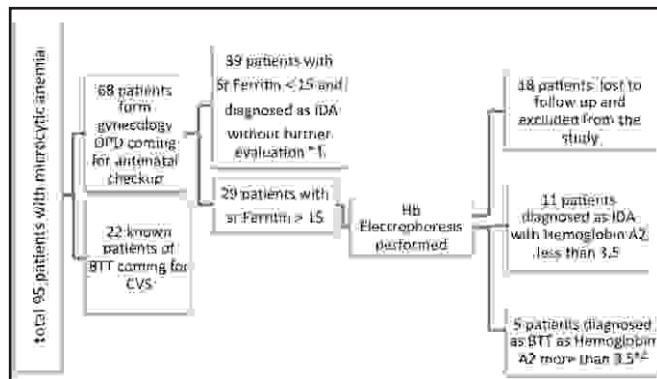 total 95 patients with microcytic anemia
68 patients
form
gynecology
OPD coming
for antenatal
checkup
22 known
patients of
BTT coming for
CVS
39 patients with
Sr Ferritin < 15 and
diagnosed as IDA
without further
evaluation
29 patients with
sr Ferritin > 15
Hb
Electrophoresis
performed
18 patients lost to
follow up and
excluded from the
study
11 patients
diagnosed as IDA
with Hemoglobin A2
less than 3.5
5 patients diagnosed
as BTT as Hemoglobin
A2 more than 3.5